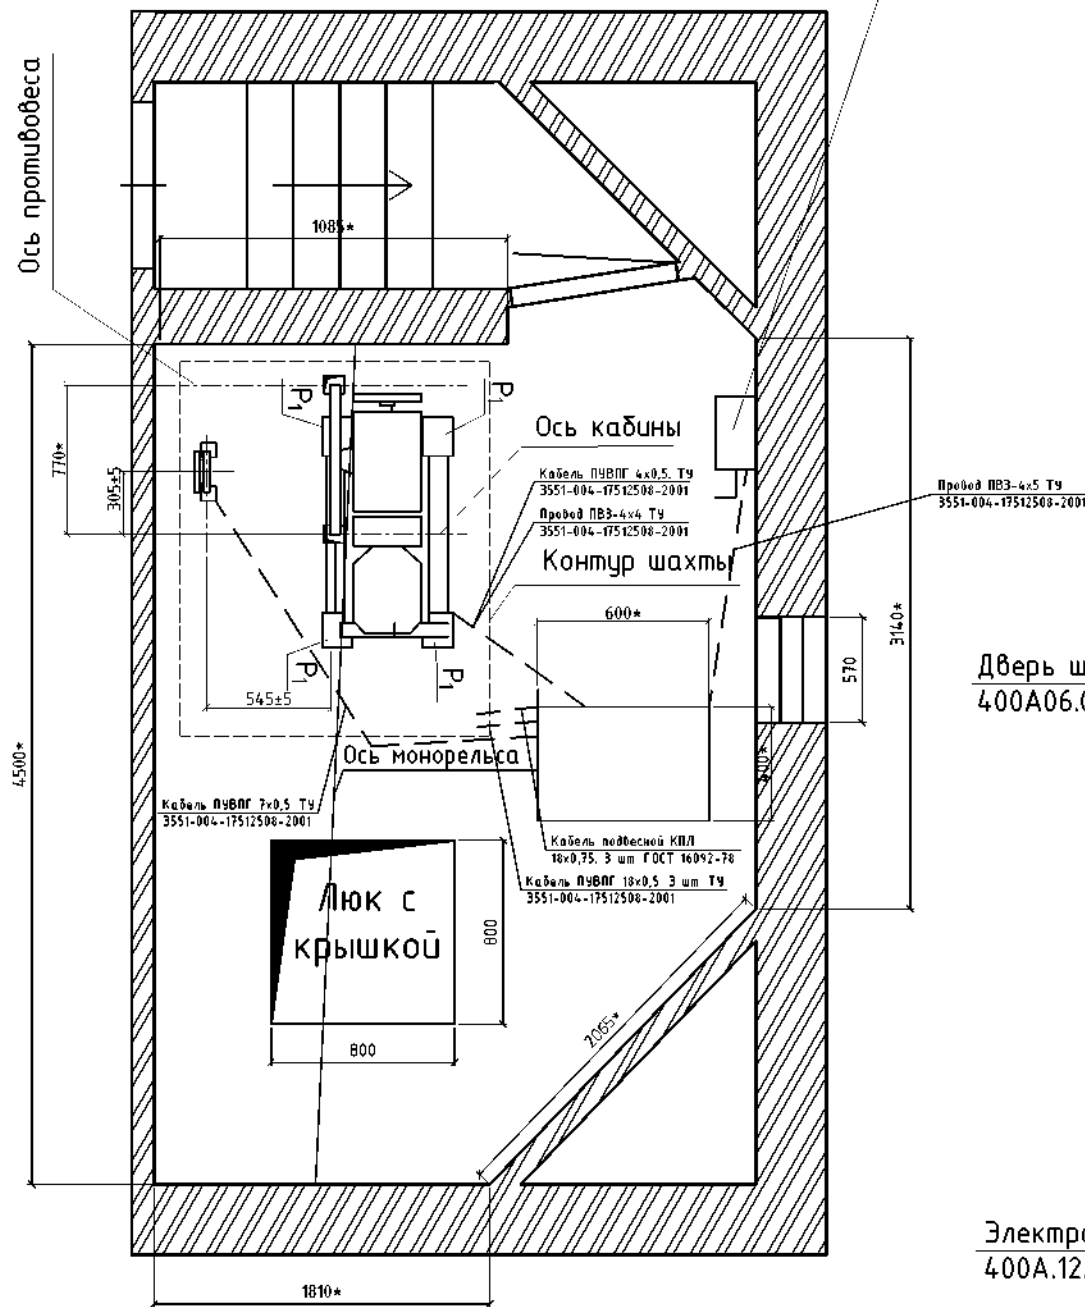 Ось противовеса
1085*
P1
P1
Ось кабины
770*
305±5
Кабель ПУВПГ 4х0,5. ТУ
3551-004-17512508-2001
Провод ПВЗ-4х4 ТУ
3551-004-17512508-2001
Провод ПВЗ-4х5 ТУ
3551-004-17512508-2001
Контур шахты
600*
3140*
570
Дверь ш
400А06.0
P1
P1
545±5
4500*
Ось монорельса
400*
Кабель ПУВПГ 7х0,5 ТУ
3551-004-17512508-2001
Кабель подвесной КПЛ
18х0,75. 3 шт ГОСТ 16092-78
Кабель ПУВПГ 18х0,5 3 шт ТУ
3551-004-17512508-2001
Люк с
крышкой
800
800
2065*
Электро
400А.12.
1810*